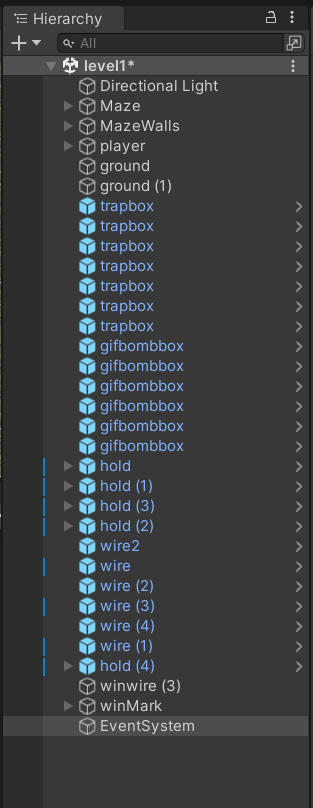 Hierarchy
All
level1*
Directional Light
Maze
MazeWalls
player
ground
ground (1)
trapbox
trapbox
trapbox
trapbox
trapbox
trapbox
trapbox
gifbombbox
gifbombbox
gifbombbox
gifbombbox
gifbombbox
gifbombbox
hold
hold (1)
hold (3)
hold (2)
wire2
wire
wire (2)
wire (3)
wire (4)
wire (1)
hold (4)
winwire (3)
winMark
EventSystem